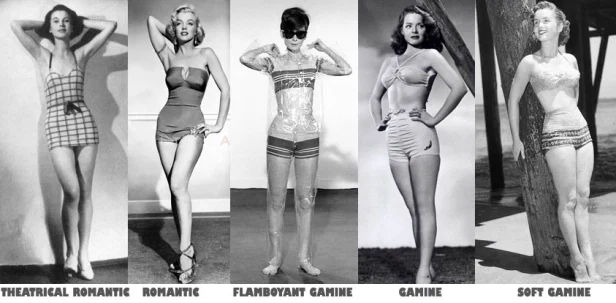 THEATRICAL ROMANTIC
ROMANTIC
FLAMBOYANT GAMINE
GAMINE
SOFT GAMINE